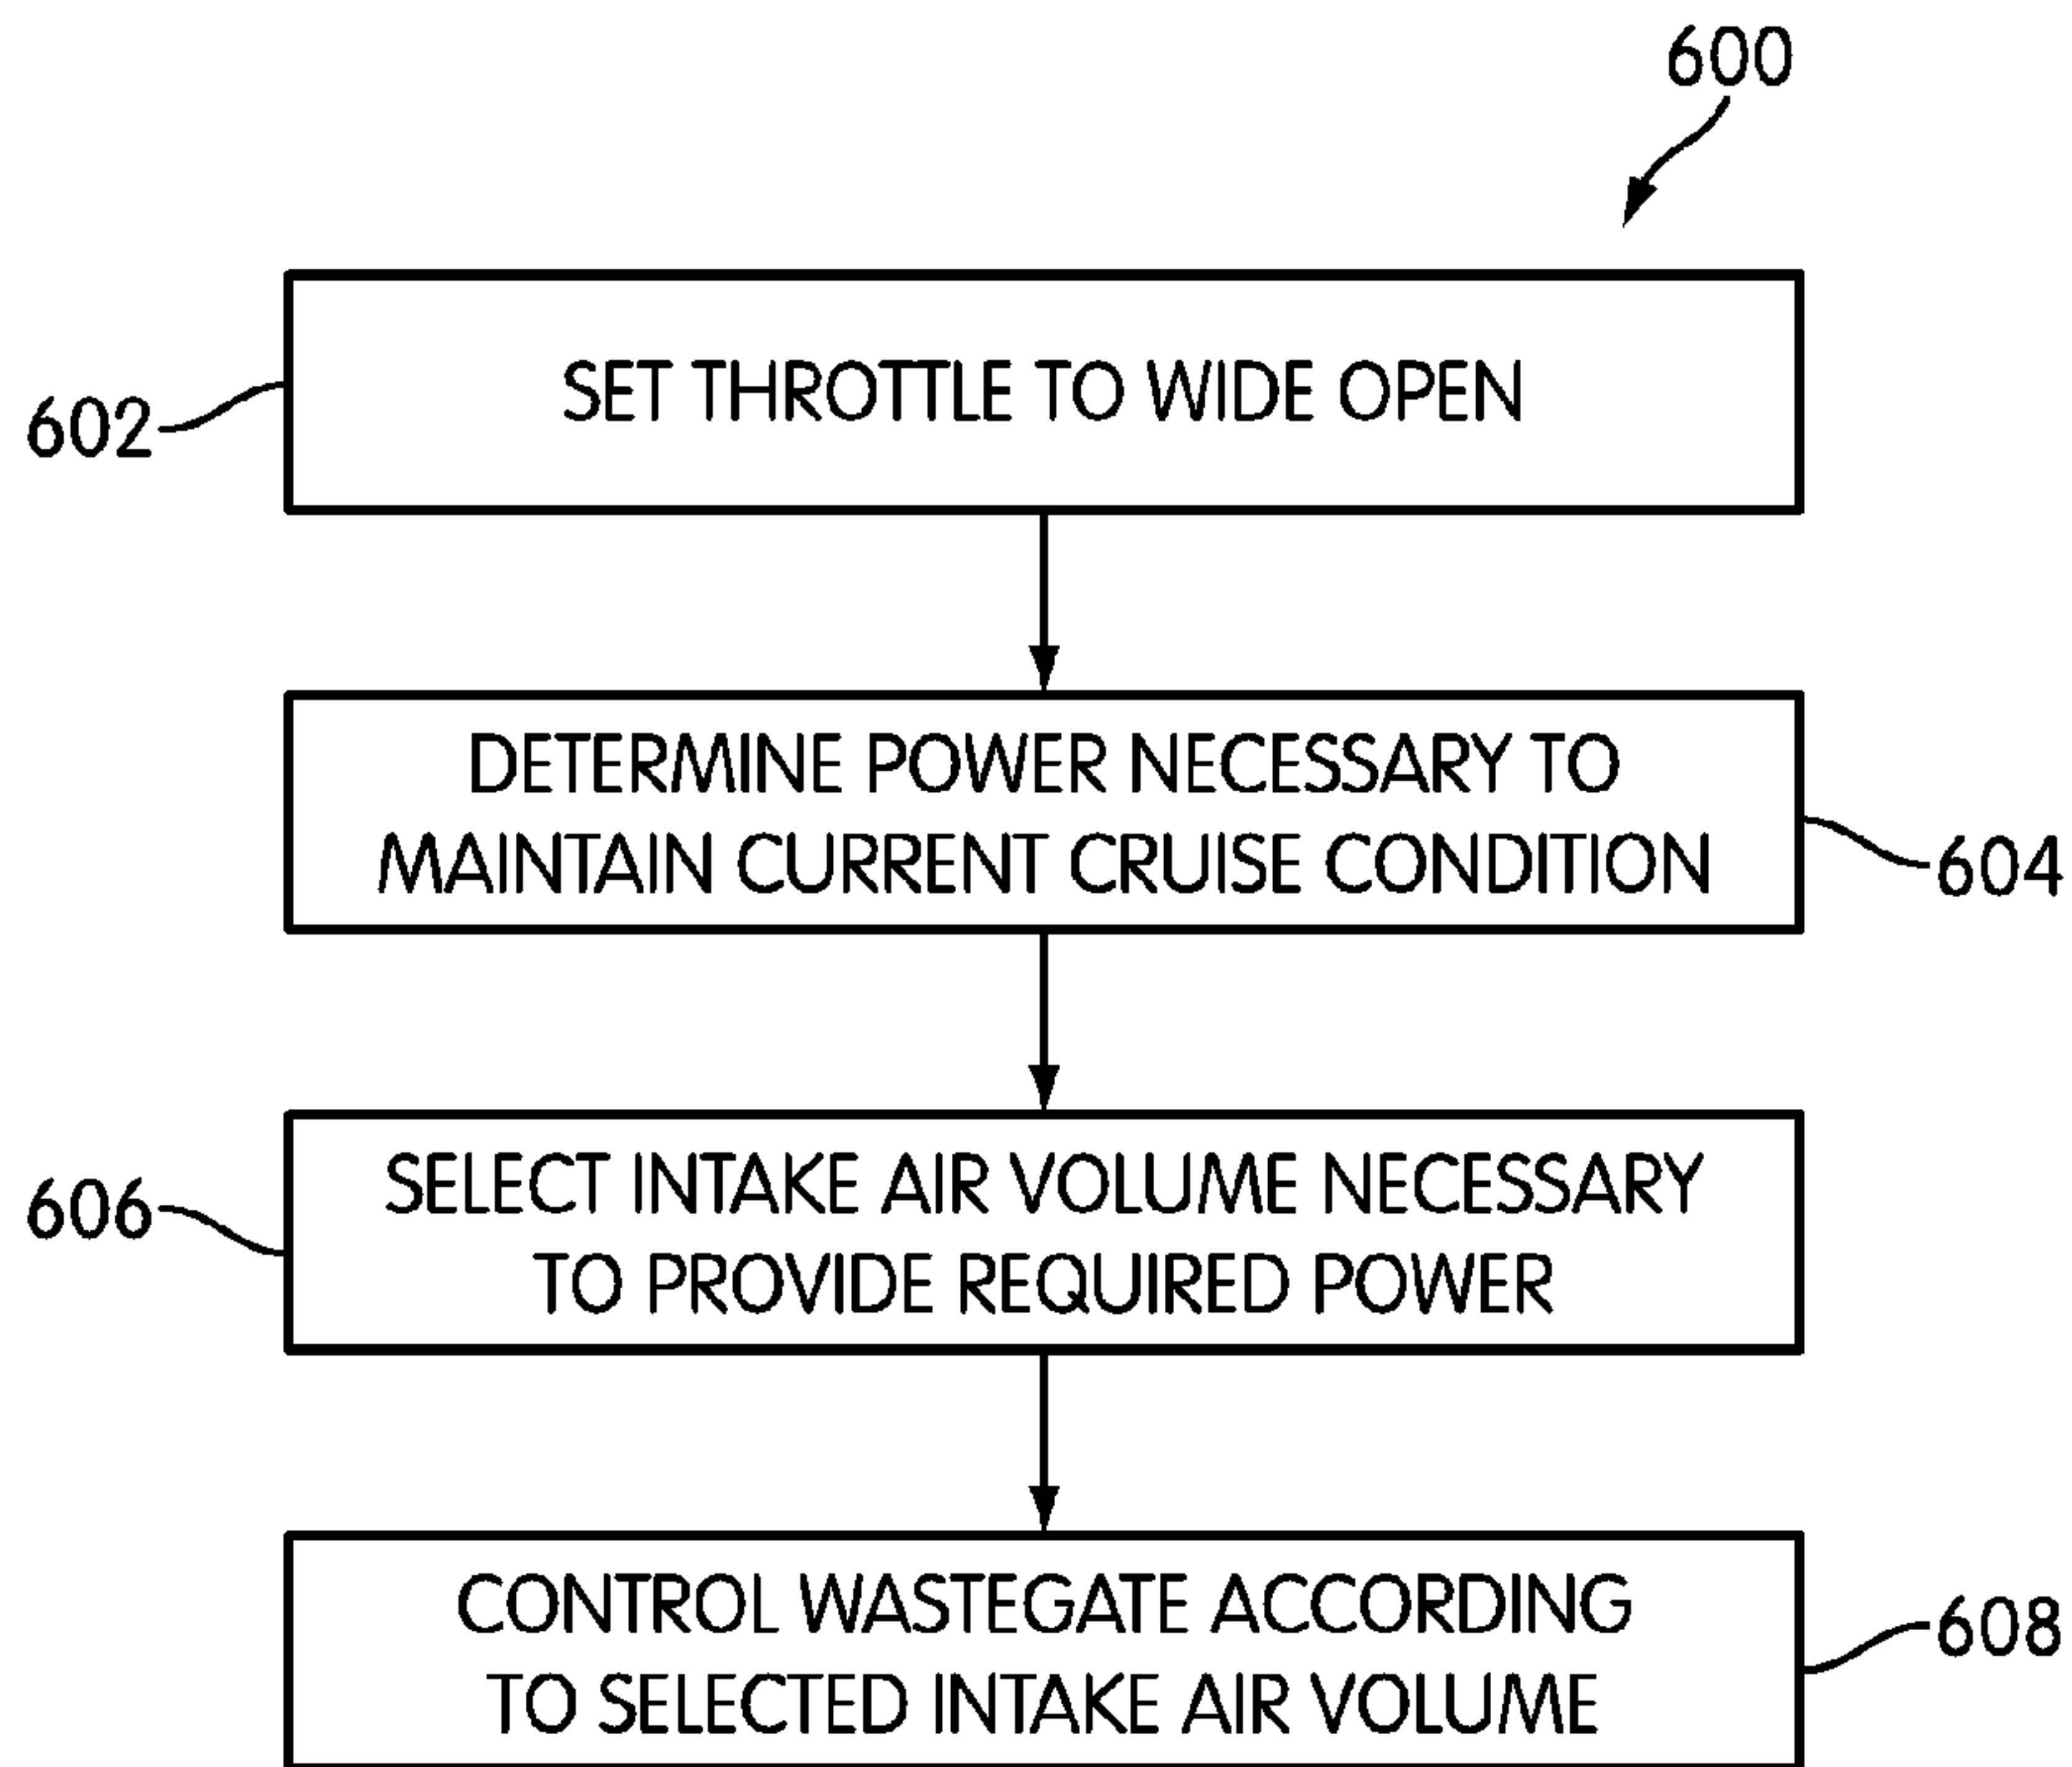 600
SET THROTTLE TO WIDE OPEN
602
DETERMINE POWER NECESSARY TO
MAINTAIN CURRENT CRUISE CONDITION
604
SELECT INTAKE AIR VOLUME NECESSARY
TO PROVIDE REQUIRED POWER
606
CONTROL WASTEGATE ACCORDING
TO SELECTED INTAKE AIR VOLUME
608